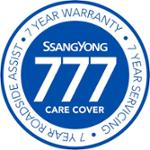 7 YEAR WARRANTY • 7 YEAR SERVICING • 7 YEAR ROADSIDE ASSIST •
SSANGYONG
777
CARE COVER